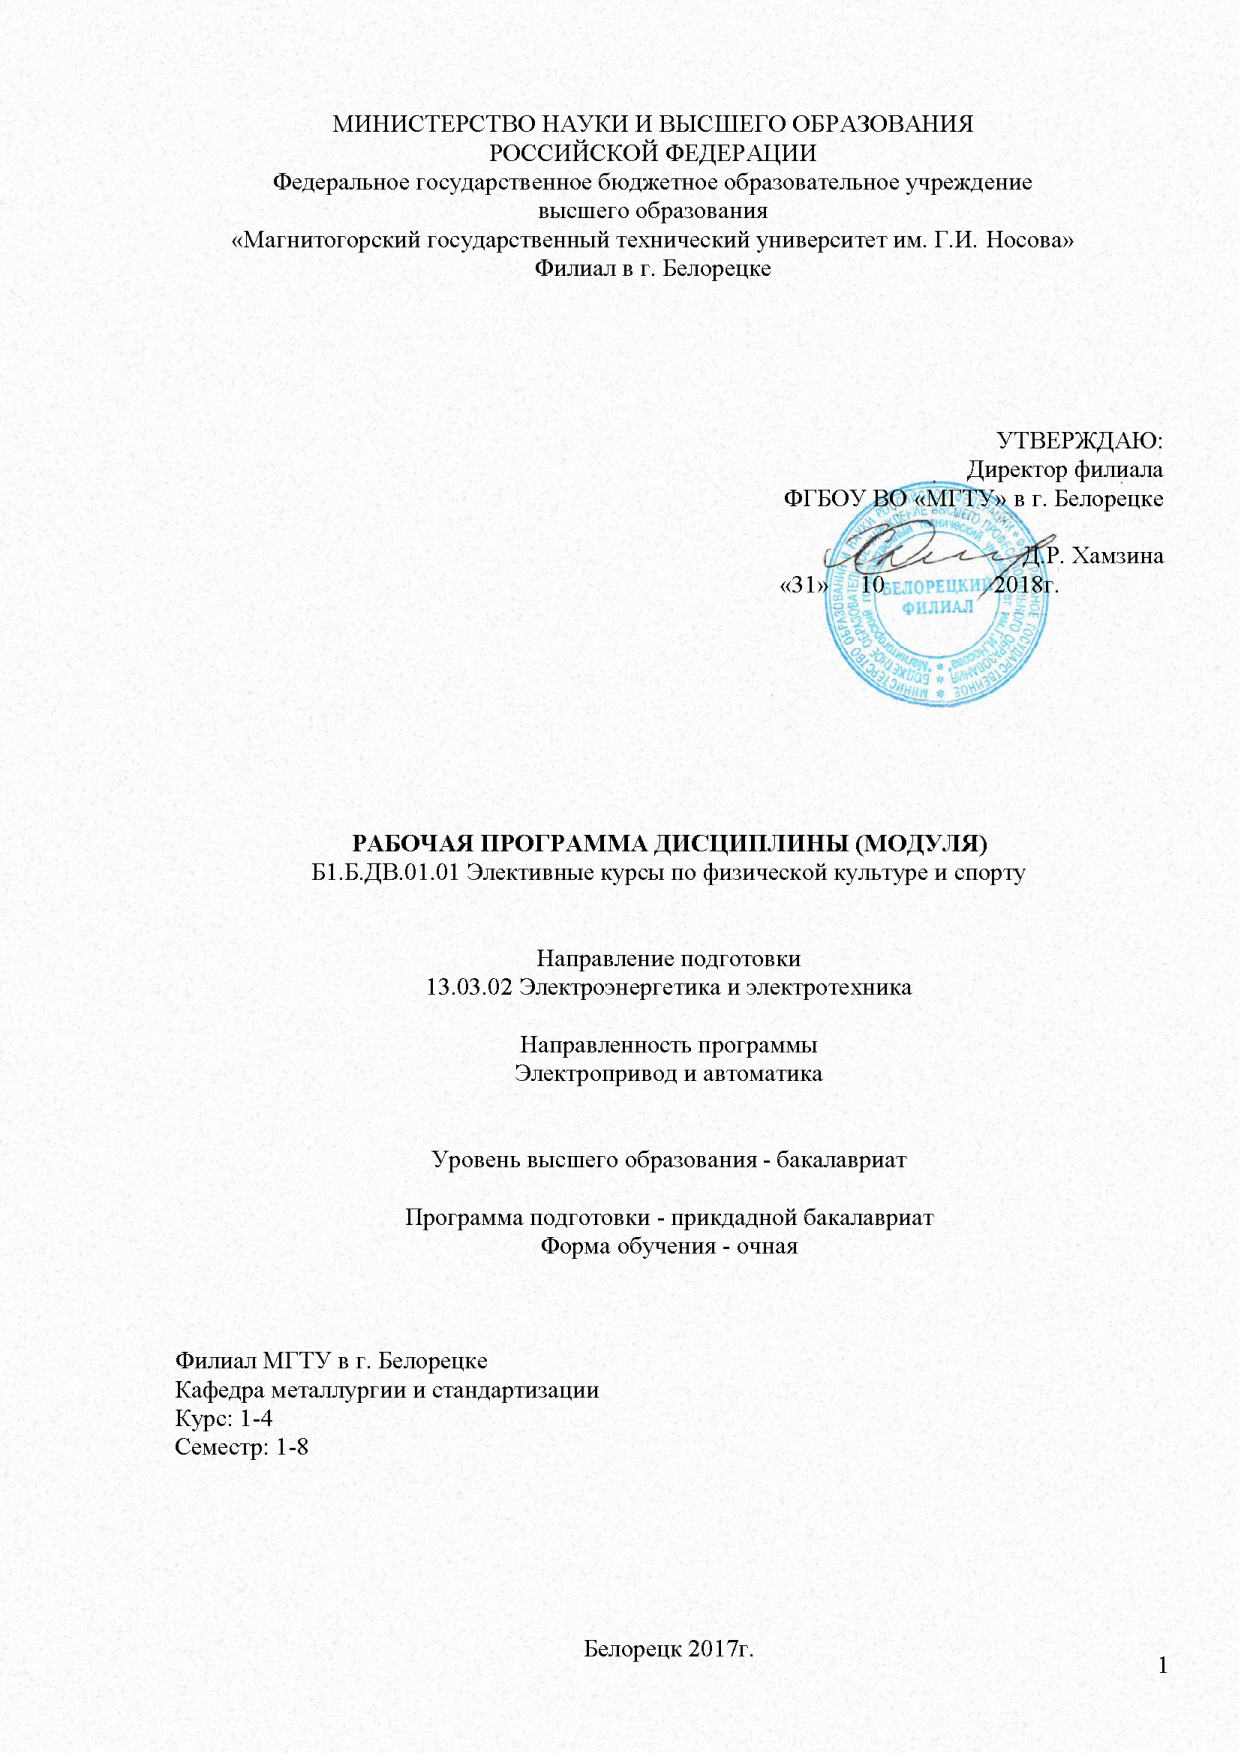 МИНИСТЕРСТВО НАУКИ И ВЫСШЕГО ОБРАЗОВАНИЯ
РОССИЙСКОЙ ФЕДЕРАЦИИ
Федеральное государственное бюджетное образовательное учреждение
высшего образования
«Магнитогорский государственный технический университет им. Г.И. Носова»
Филиал в г. Белорецке
УТВЕРЖДАЮ:
Директор филиала
ФГБОУ ВО «МГТУ» в г. Белорецке
Д.Р. Хамзина
«31» 10 2018г.
БЕЛОРЕЦКИЙ
ФИЛИАЛ
РАБОЧАЯ ПРОГРАММА ДИСЦИПЛИНЫ (МОДУЛЯ)
Б1.Б.ДВ.01.01 Элективные курсы по физической культуре и спорту
Направление подготовки
13.03.02 Электроэнергетика и электротехника
Направленность программы
Электропривод и автоматика
Уровень высшего образования - бакалавриат
Программа подготовки - прикдадной бакалавриат
Форма обучения - очная
Филиал МГТУ в г. Белорецке
Кафедра металлургии и стандартизации
Курс: 1-4
Семестр: 1-8
Белорецк 2017г.
1